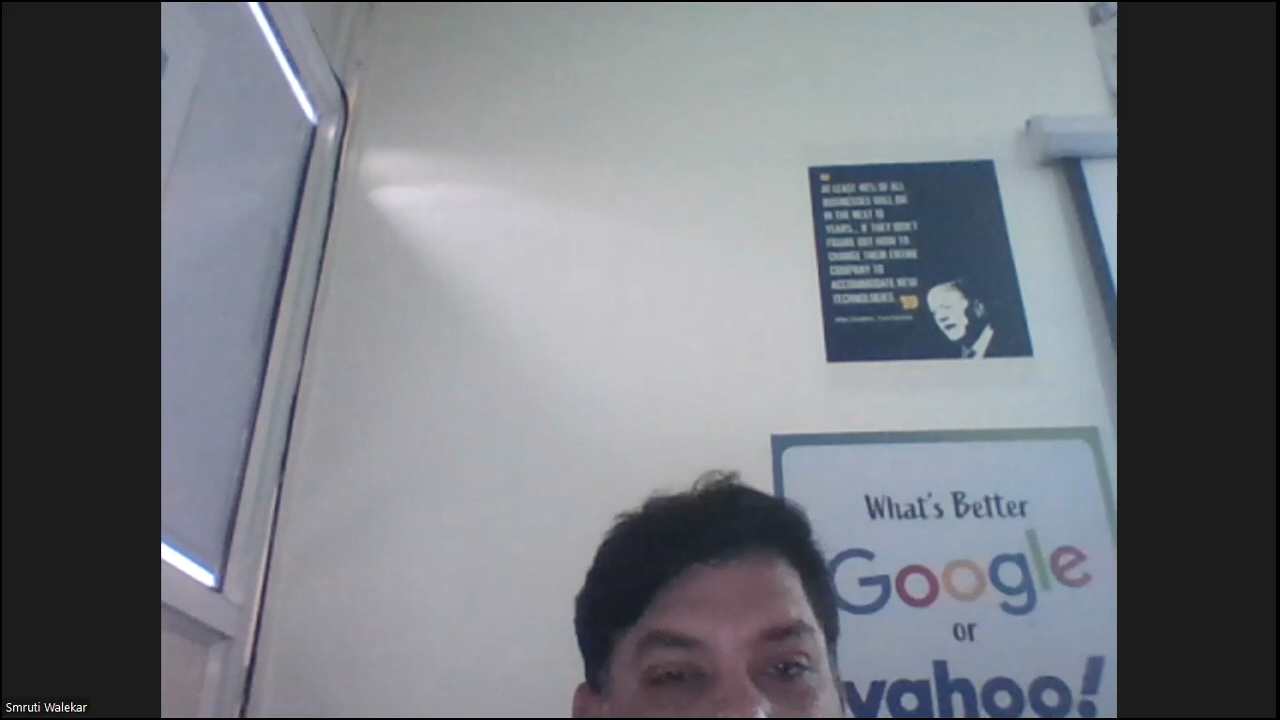 AT LEAST 40% OF ALL
BUSINESSES WILL DIE
IN THE NEXT 10
YEARS... IF THEY DON'T
FIGURE OUT HOW TO
CHANGE THEIR ENTIRE
COMPANY TO
ACCOMMODATE NEW
TECHNOLOGIES.
What's Better
Google
or
yahoo!
Smruti Walekar